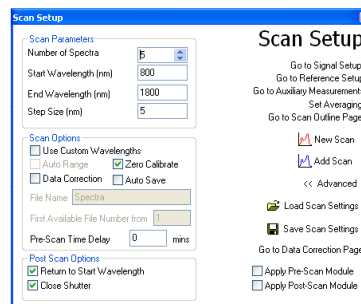 Scan Setup
Scan Parameters
Number of Spectra 5
Start Wavelength (nm) 800
End Wavelength (nm) 1800
Step Size (nm) 5
Scan Options
Use Custom Wavelengths
Auto Range Zero Calibrate
Data Correction Auto Save
File Name Spectra
First Available File Number from 1
Pre-Scan Time Delay 0 mins
Post Scan Options
Return to Start Wavelength
Close Shutter
Scan Setup
Go to Signal Setup
Go to Reference Setup
Go to Auxiliary Measurements
Set Averaging
Go to Scan Outline Page
New Scan
Add Scan
<< Advanced
Load Scan Settings
Save Scan Settings
Go to Data Correction Page
Apply Pre-Scan Module
Apply Post-Scan Module